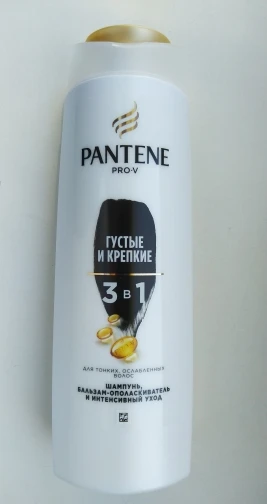 PANTENE
PRO-V
ГУСТЫЕ
И КРЕПКИЕ
3 В 1
ДЛЯ ТОНКИХ, ОСЛАБЛЕННЫХ
ВОЛОС
ШАМПУНЬ,
БАЛЬЗАМ-ОПОЛАСКИВАТЕЛЬ
И ИНТЕНСИВНЫЙ УХОД